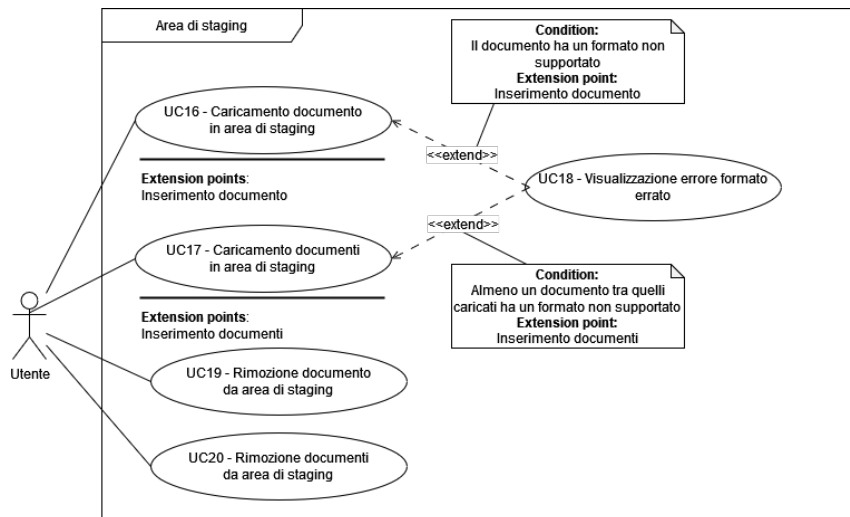 Area di staging
Condition:
Il documento ha un formato non
supportato
Extension point:
Inserimento documento
UC16 - Caricamento documento
in area di staging
<<extend>>
Extension points:
Inserimento documento
UC18 - Visualizzazione errore formato
errato
<<extend>>
UC17 - Caricamento documenti
in area di staging
Condition:
Almeno un documento tra quelli
caricati ha un formato non supportato
Extension point:
Inserimento documenti
Extension points:
Inserimento documenti
Utente
UC19 - Rimozione documento
da area di staging
UC20 - Rimozione documenti
da area di staging